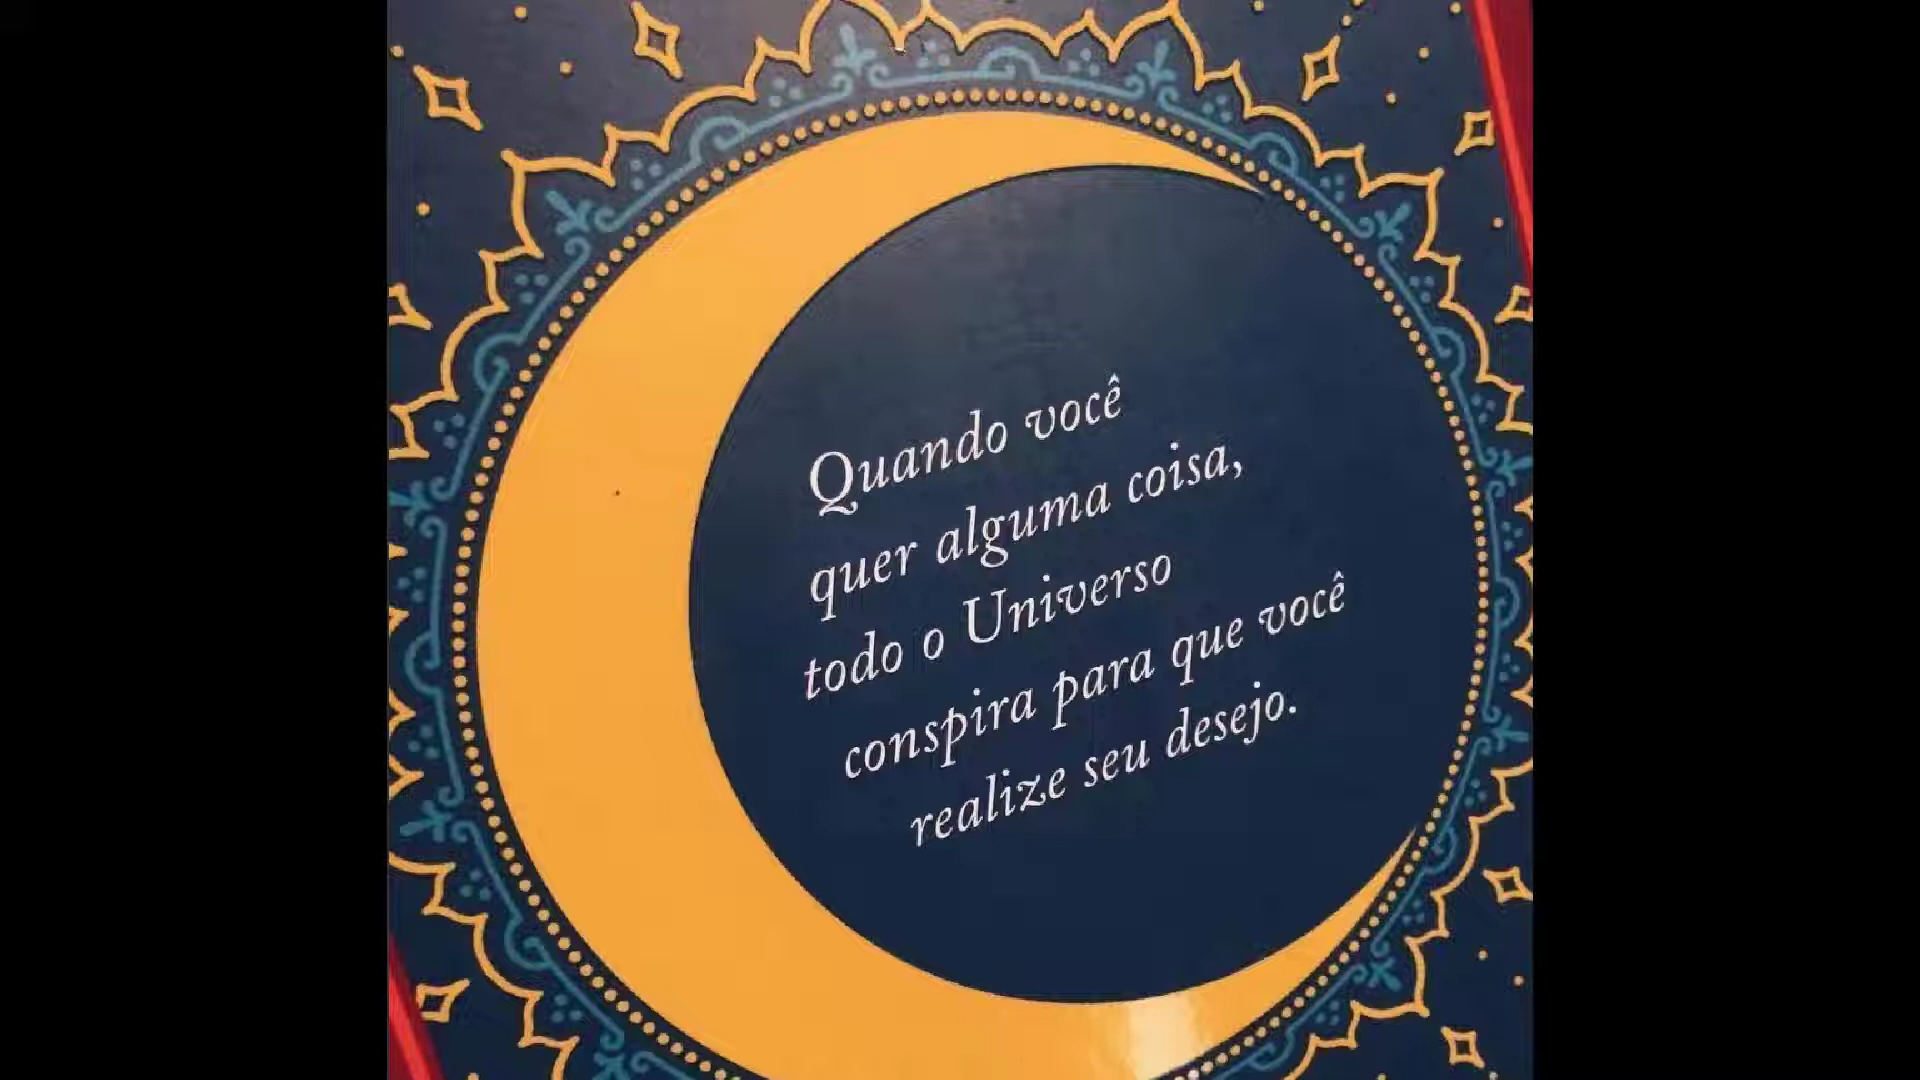 Quando você
quer alguma coisa,
todo o Universo
conspira para que você
realize seu desejo.